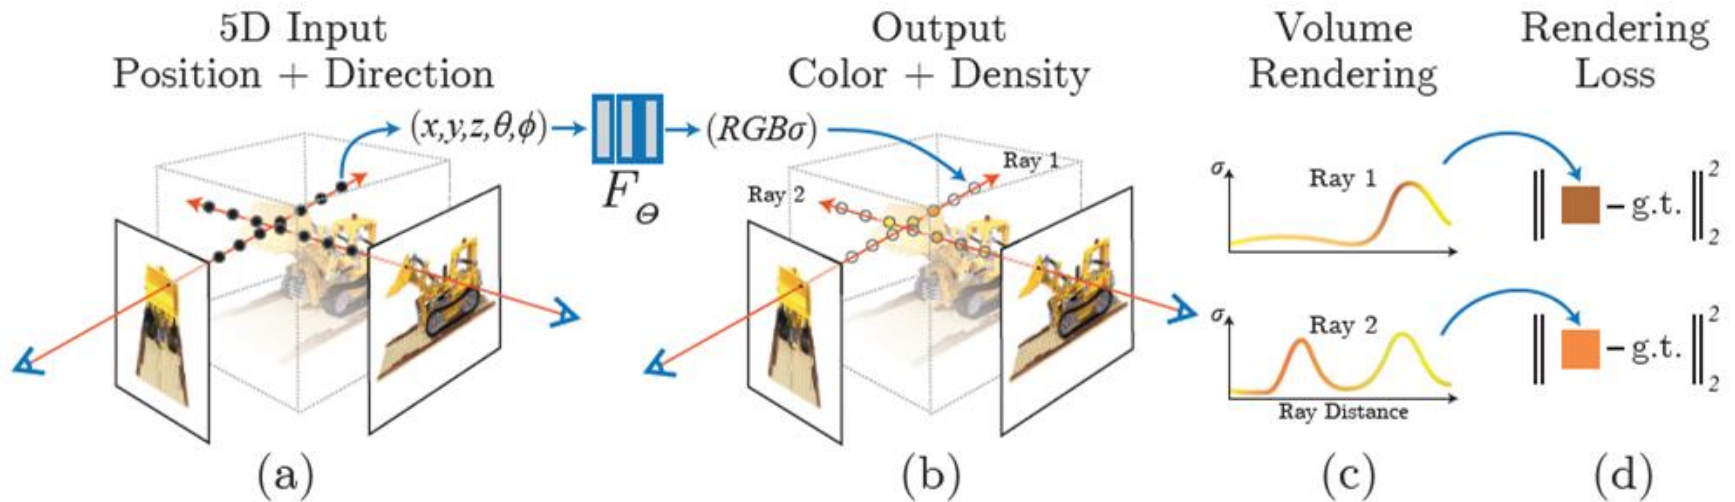 5D Input
Position + Direction
Output
Color + Density
Volume
Rendering
Rendering
Loss
(x,y,z,θ,ϕ)
F_Θ
(RGBσ)
Ray 1
Ray 2
σ
Ray 1
‖ – g.t. ‖²₂
σ
Ray 2
Ray Distance
‖ – g.t. ‖²₂
(a)
(b)
(c)
(d)